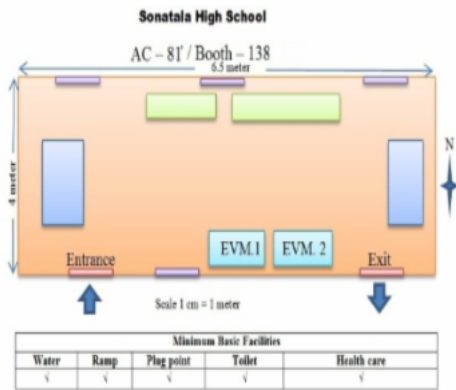 Sonatala High School
AC – 81 / Booth – 138
6.5 meter
4 meter
N
EVM.1
EVM. 2
Entrance
Exit
Scale 1 cm = 1 meter
Minimum Basic Facilities
Water Ramp Plug point Toilet Health care
√ √ √ √ √